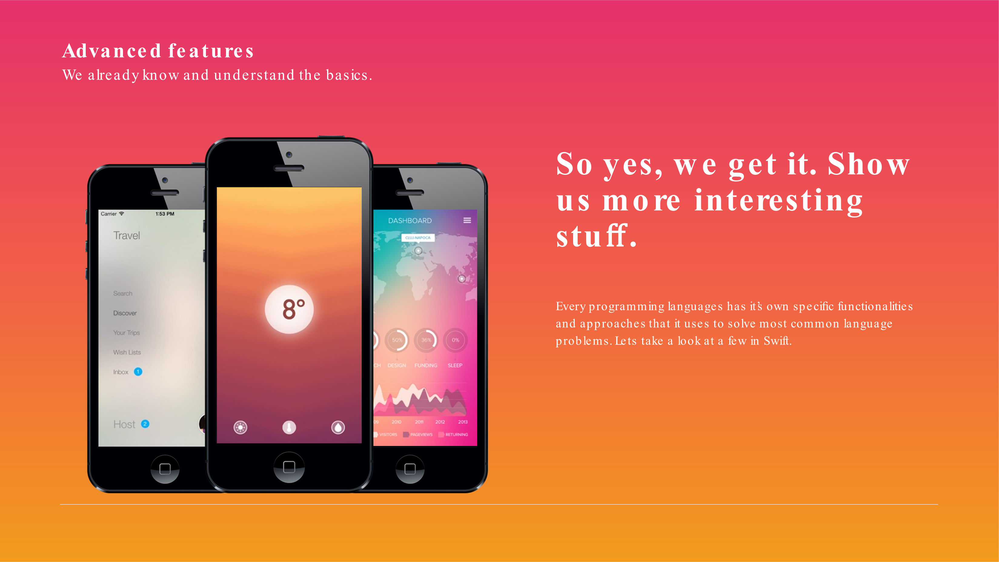 Advanced features
We already know and understand the basics.
So yes, we get it. Show
us more interesting
stuff.
Every programming languages has it's own specific functionalities
and approaches that it uses to solve most common language
problems. Lets take a look at a few in Swift.
Carrier 1:53 PM
Travel
Search
Discover
Your Trips
Wish Lists
Inbox 1
Host 2
8°
DASHBOARD
CLUJ-NAPOCA
50% 36% 0%
CH DESIGN FUNDING SLEEP
09 2010 2011 2012 2013
VISITORS PAGEVIEWS RETURNING